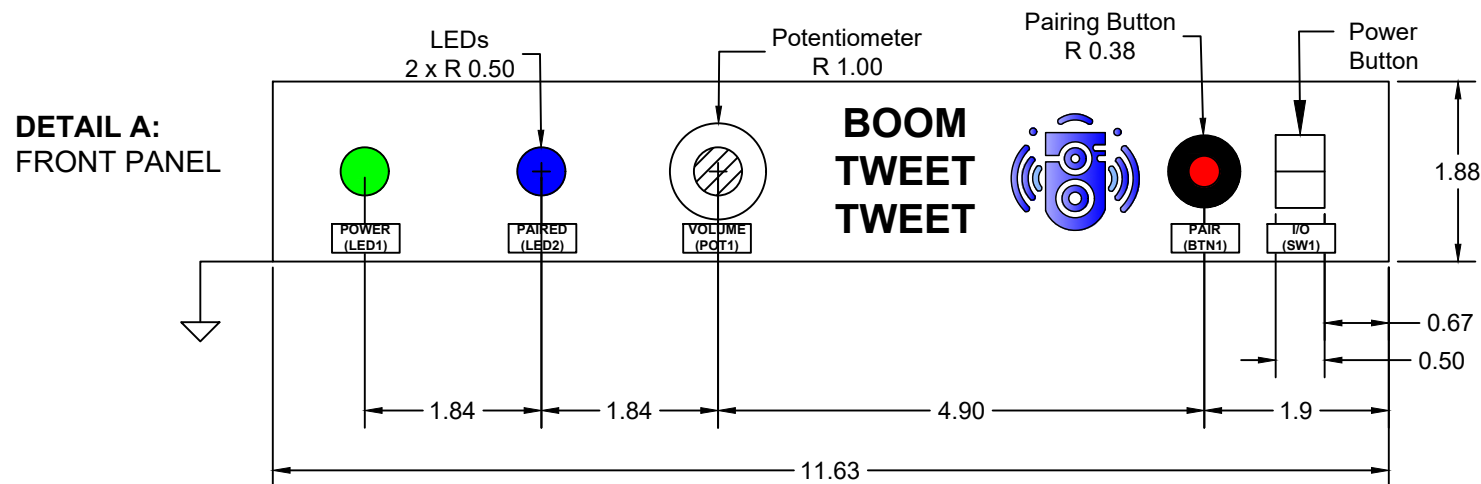 LEDs
2 x R 0.50
Potentiometer
R 1.00
Pairing Button
R 0.38
Power
Button
DETAIL A:
FRONT PANEL
BOOM
TWEET
TWEET
1.88
POWER
(LED1)
PAIRED
(LED2)
VOLUME
(POT1)
PAIR
(BTN1)
I/O
(SW1)
0.67
0.50
1.84
1.84
4.90
1.9
11.63